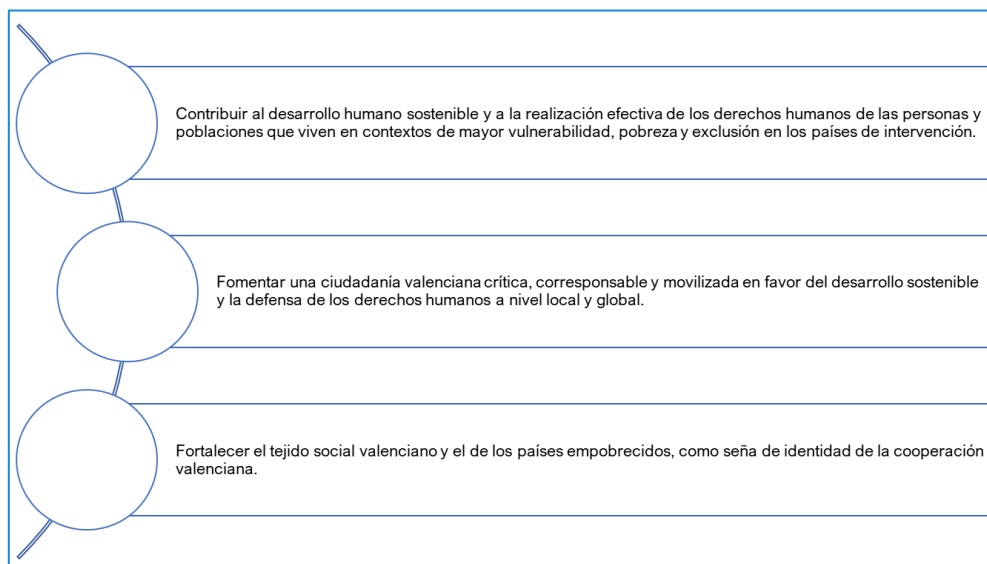 Contribuir al desarrollo humano sostenible y a la realización efectiva de los derechos humanos de las personas y
poblaciones que viven en contextos de mayor vulnerabilidad, pobreza y exclusión en los países de intervención.
Fomentar una ciudadanía valenciana crítica, corresponsable y movilizada en favor del desarrollo sostenible
y la defensa de los derechos humanos a nivel local y global.
Fortalecer el tejido social valenciano y el de los países empobrecidos, como seña de identidad de la cooperación
valenciana.